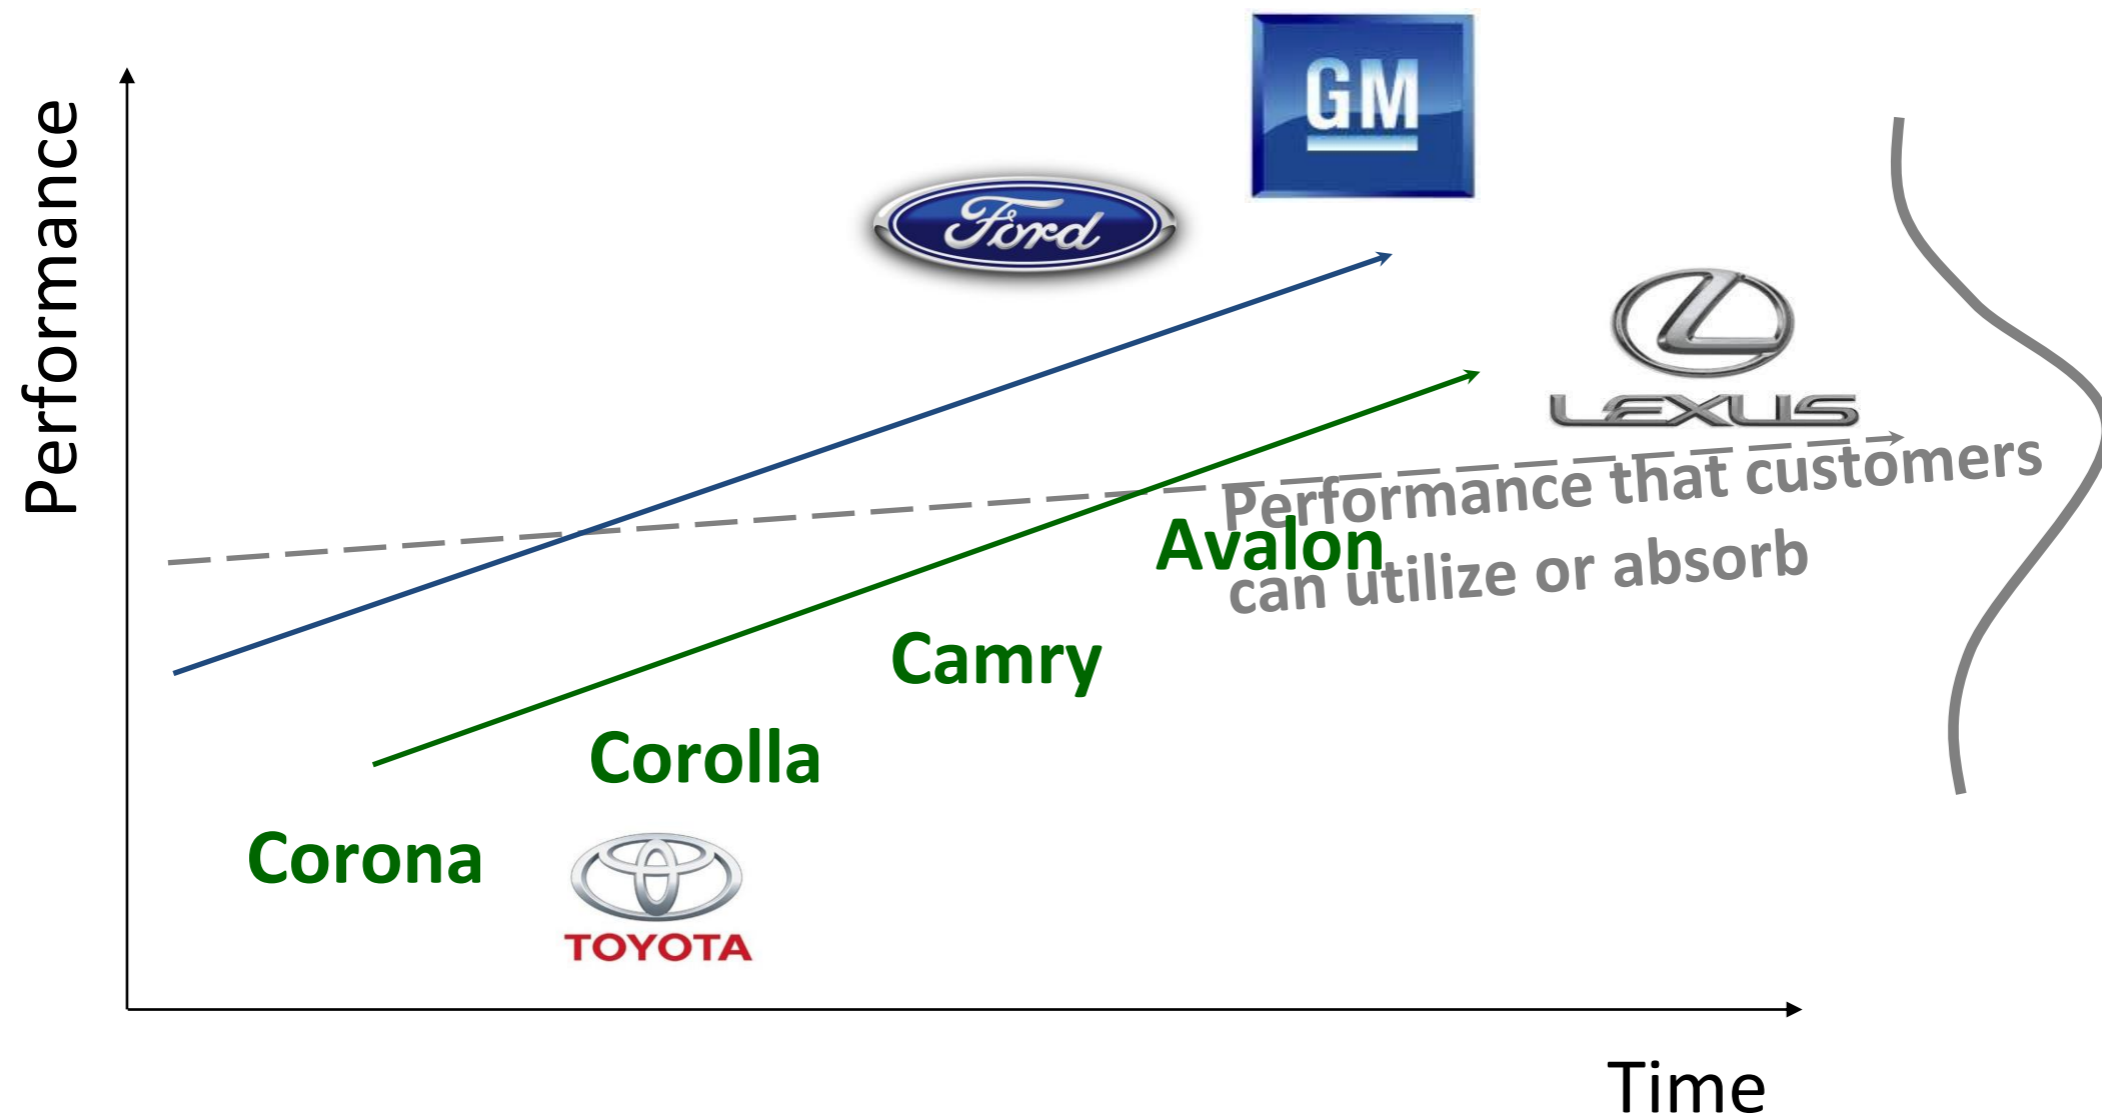 Performance
GM
Ford
LEXUS
Performance that customers
can utilize or absorb
Avalon
Camry
Corolla
Corona
TOYOTA
Time